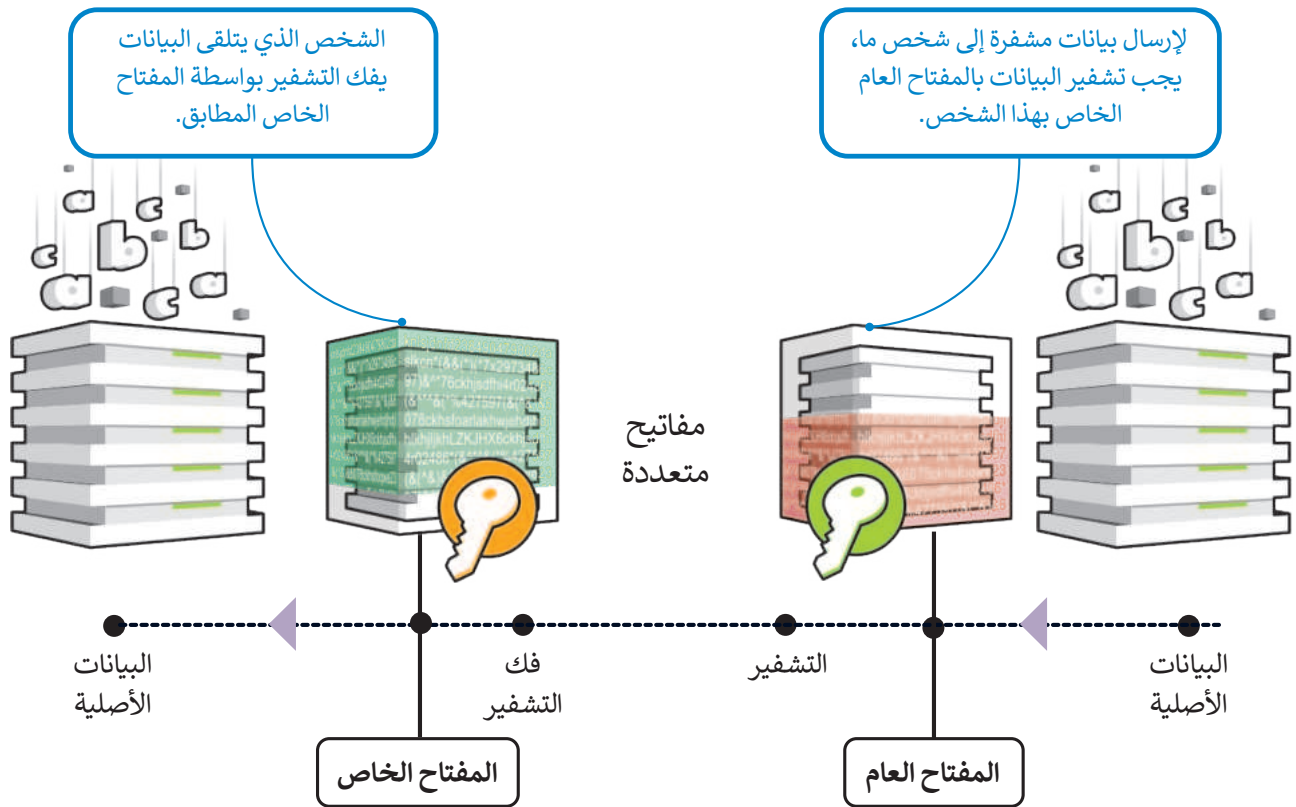 لإرسال بيانات مشفرة إلى شخص ما،
يجب تشفير البيانات بالمفتاح العام
الخاص بهذا الشخص.
الشخص الذي يتلقى البيانات
يفك التشفير بواسطة المفتاح
الخاص المطابق.
مفاتيح
متعددة
البيانات
الأصلية
التشفير
فك
التشفير
البيانات
الأصلية
المفتاح العام
المفتاح الخاص